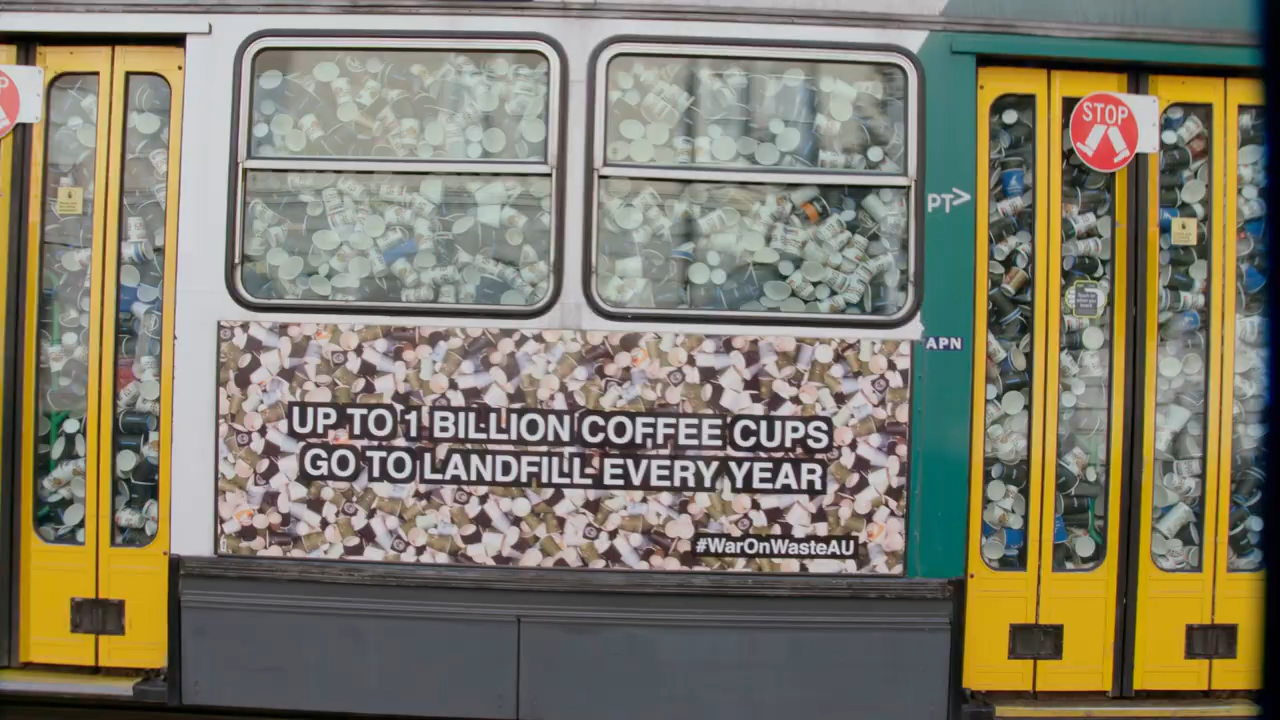 STOP
PT>
APN
UP TO 1 BILLION COFFEE CUPS
GO TO LANDFILL EVERY YEAR
#WarOnWasteAU